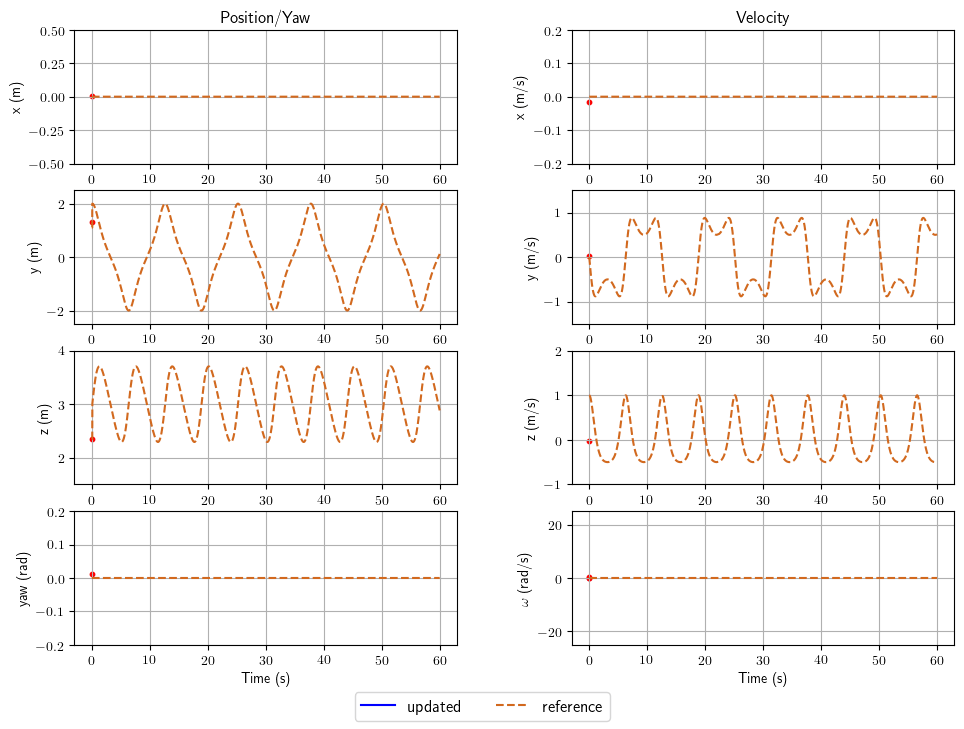 Position/Yaw
Velocity
x (m)
0.50
0.25
0.00
−0.25
−0.50
0 10 20 30 40 50 60
x (m/s)
0.2
0.1
0.0
−0.1
−0.2
0 10 20 30 40 50 60
y (m)
2
0
−2
0 10 20 30 40 50 60
y (m/s)
1
0
−1
0 10 20 30 40 50 60
z (m)
4
3
2
0 10 20 30 40 50 60
z (m/s)
2
1
0
−1
0 10 20 30 40 50 60
yaw (rad)
0.2
0.1
0.0
−0.1
−0.2
0 10 20 30 40 50 60
Time (s)
ω (rad/s)
20
0
−20
0 10 20 30 40 50 60
Time (s)
updated reference